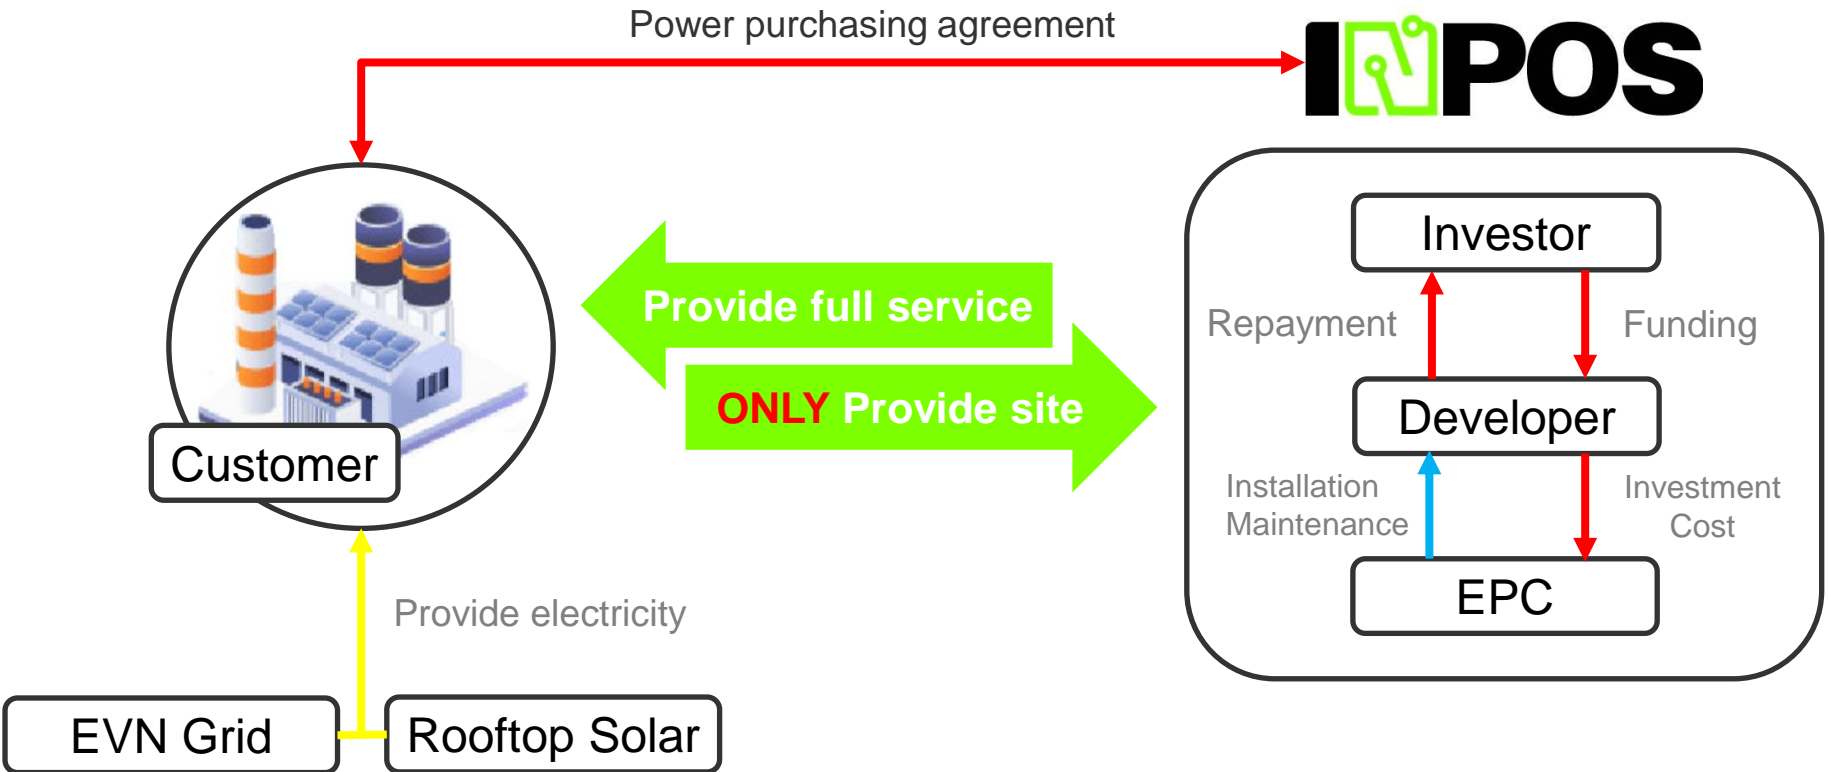 Power purchasing agreement
INPOS
Investor
Provide full service
Repayment
Funding
ONLY Provide site
Developer
Customer
Installation
Maintenance
Investment
Cost
EPC
Provide electricity
EVN Grid
Rooftop Solar